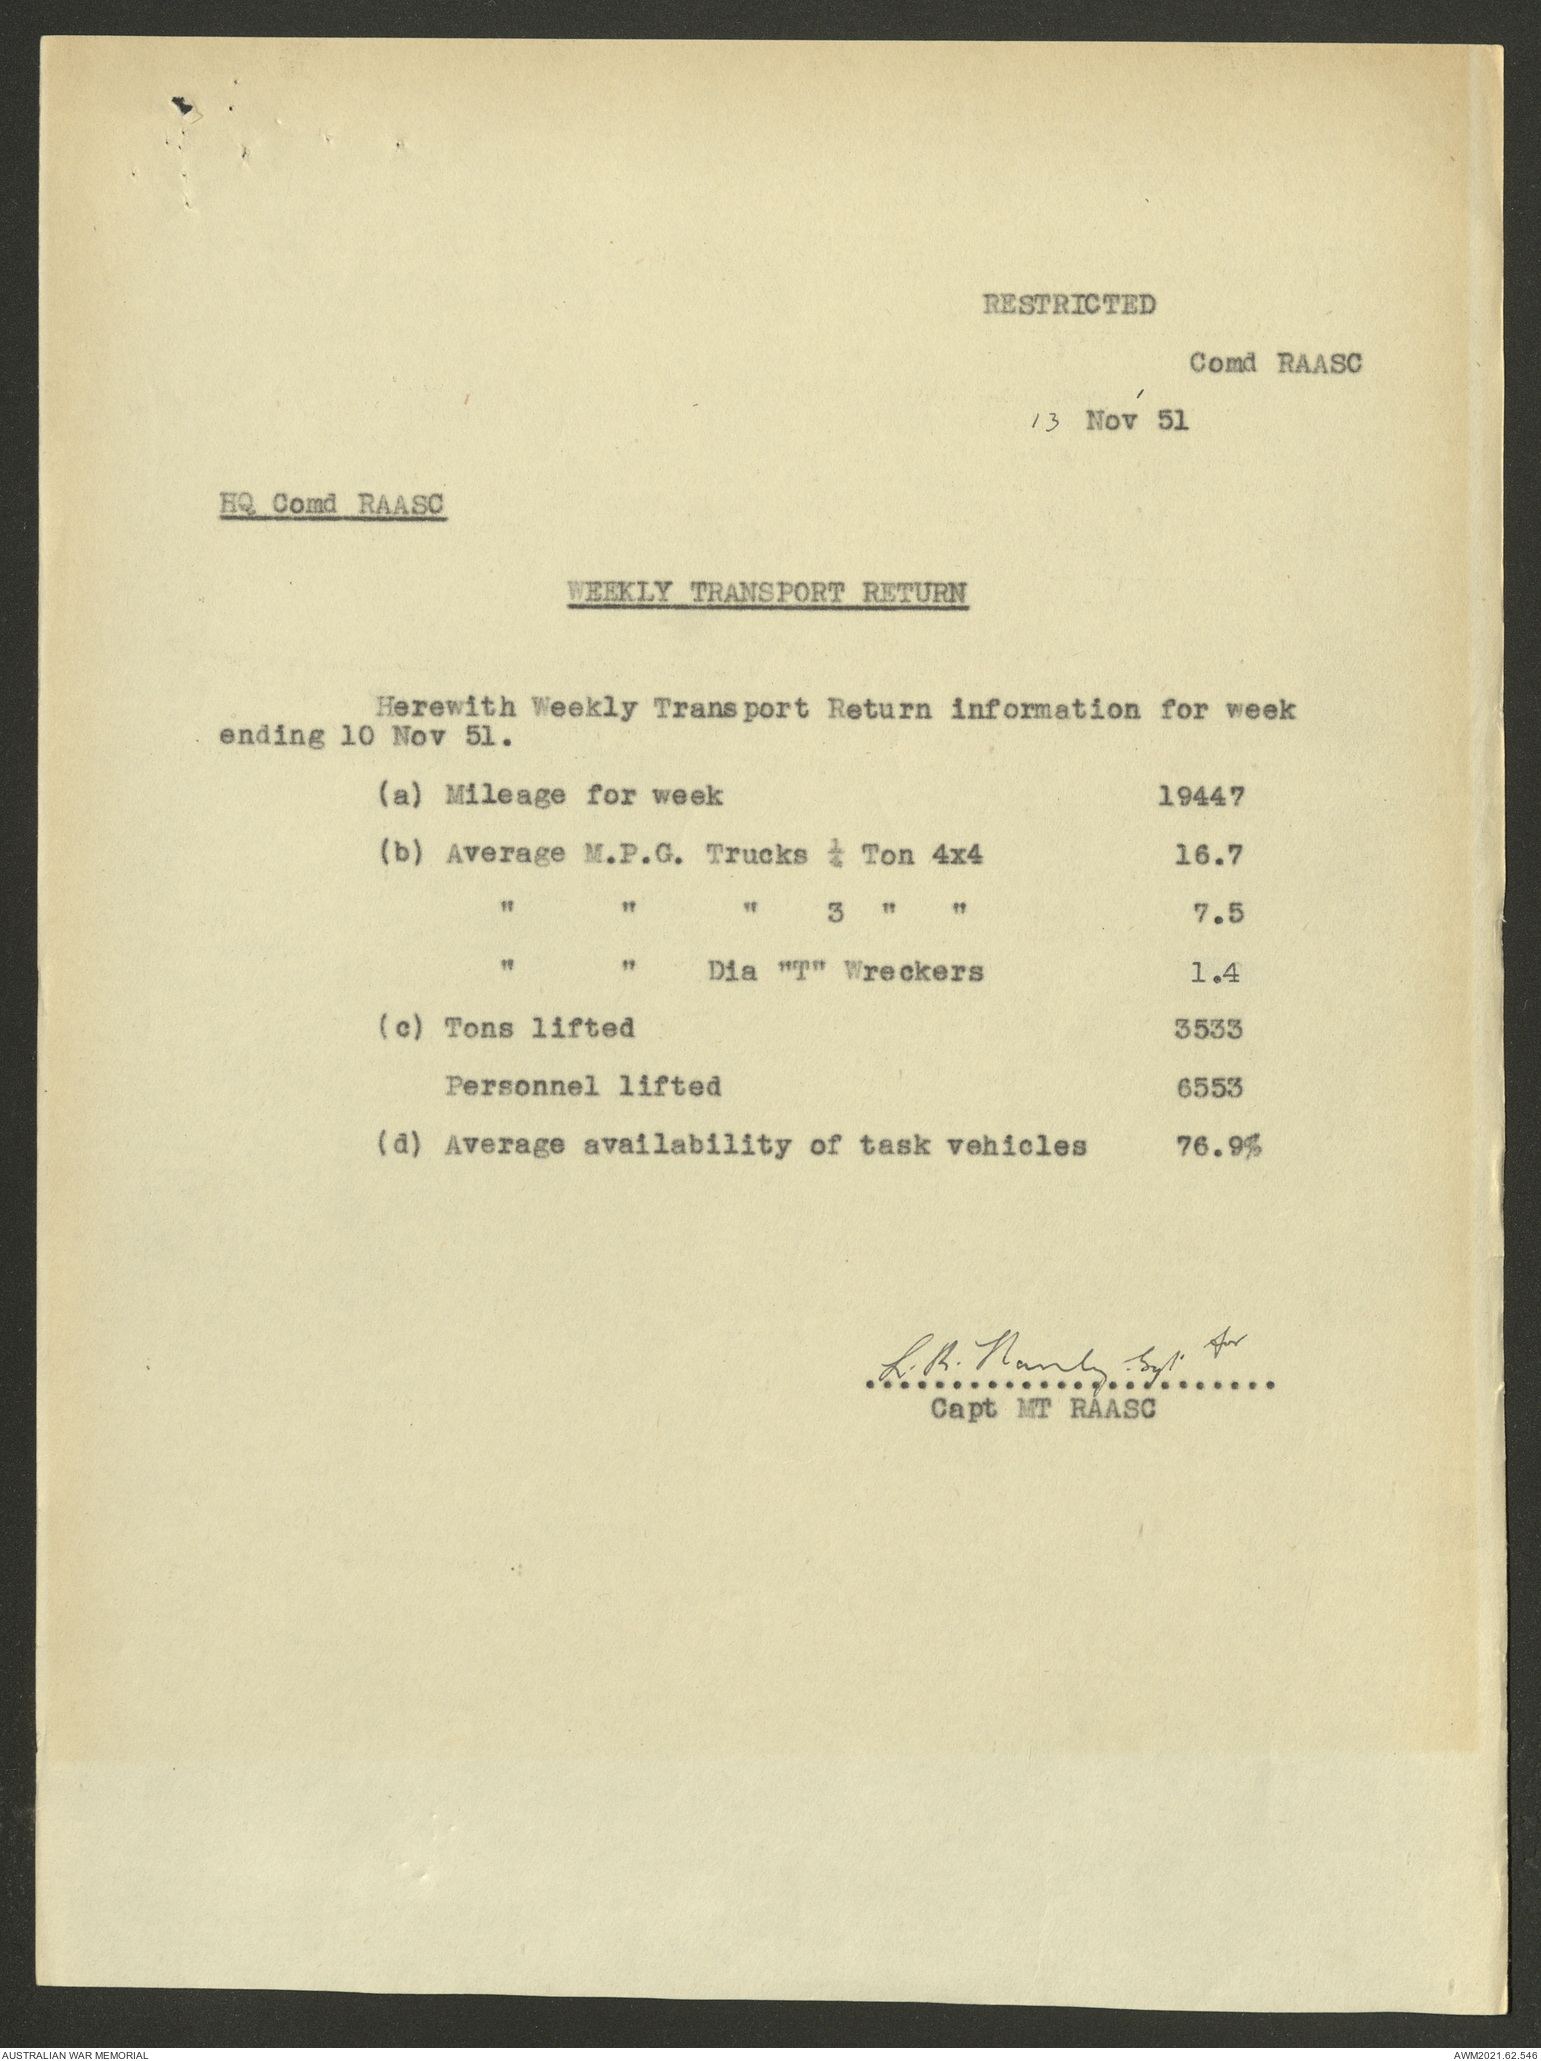 RESTRICTED
Comd RAASC
13 Nov 51
HQ Comd RAASC
WEEKLY TRANSPORT RETURN
Herewith Weekly Transport Return information for week
ending 10 Nov 51.
(a) Mileage for week 19447
(b) Average M.P.G. Trucks ¼ Ton 4x4 16.7
" " " 3 " " 7.5
" " Dia "T" Wreckers 1.4
(c) Tons lifted 3533
Personnel lifted 6553
(d) Average availability of task vehicles 76.9%
L. R. for
........................
Capt MT RAASC
AUSTRALIAN WAR MEMORIAL AWM2021.62.546